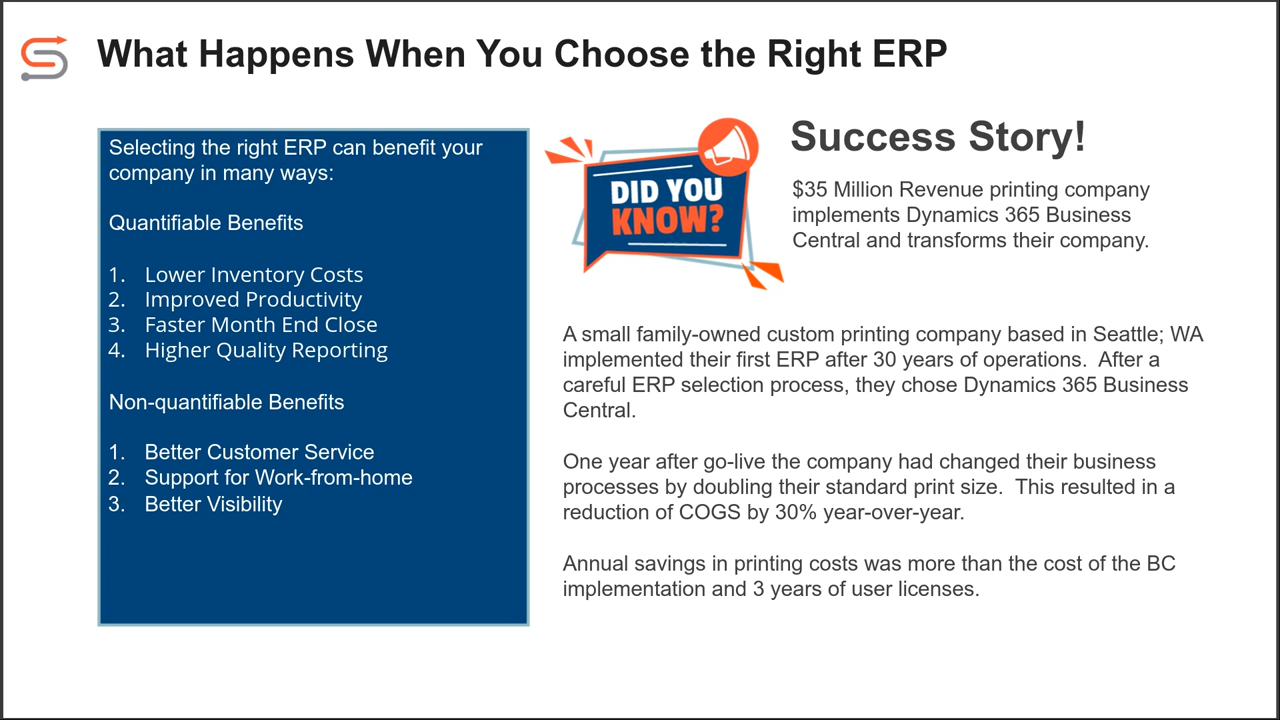 What Happens When You Choose the Right ERP
Selecting the right ERP can benefit your
company in many ways:
Quantifiable Benefits
1. Lower Inventory Costs
2. Improved Productivity
3. Faster Month End Close
4. Higher Quality Reporting
Non-quantifiable Benefits
1. Better Customer Service
2. Support for Work-from-home
3. Better Visibility
DID YOU
KNOW?
Success Story!
$35 Million Revenue printing company
implements Dynamics 365 Business
Central and transforms their company.
A small family-owned custom printing company based in Seattle; WA
implemented their first ERP after 30 years of operations.  After a
careful ERP selection process, they chose Dynamics 365 Business
Central.
One year after go-live the company had changed their business
processes by doubling their standard print size.  This resulted in a
reduction of COGS by 30% year-over-year.
Annual savings in printing costs was more than the cost of the BC
implementation and 3 years of user licenses.